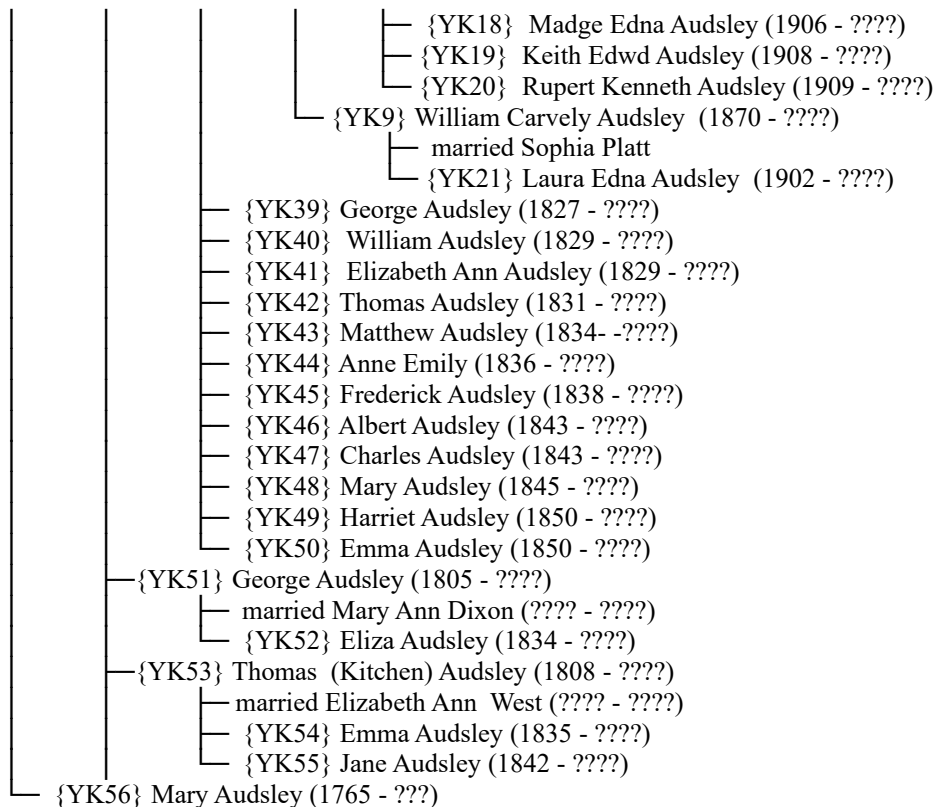 {YK18} Madge Edna Audsley (1906 - ????)
{YK19} Keith Edwd Audsley (1908 - ????)
{YK20} Rupert Kenneth Audsley (1909 - ????)
{YK9} William Carvely Audsley (1870 - ????)
married Sophia Platt
{YK21} Laura Edna Audsley (1902 - ????)
{YK39} George Audsley (1827 - ????)
{YK40} William Audsley (1829 - ????)
{YK41} Elizabeth Ann Audsley (1829 - ????)
{YK42} Thomas Audsley (1831 - ????)
{YK43} Matthew Audsley (1834- -????)
{YK44} Anne Emily (1836 - ????)
{YK45} Frederick Audsley (1838 - ????)
{YK46} Albert Audsley (1843 - ????)
{YK47} Charles Audsley (1843 - ????)
{YK48} Mary Audsley (1845 - ????)
{YK49} Harriet Audsley (1850 - ????)
{YK50} Emma Audsley (1850 - ????)
{YK51} George Audsley (1805 - ????)
married Mary Ann Dixon (???? - ????)
{YK52} Eliza Audsley (1834 - ????)
{YK53} Thomas (Kitchen) Audsley (1808 - ????)
married Elizabeth Ann West (???? - ????)
{YK54} Emma Audsley (1835 - ????)
{YK55} Jane Audsley (1842 - ????)
{YK56} Mary Audsley (1765 - ???)